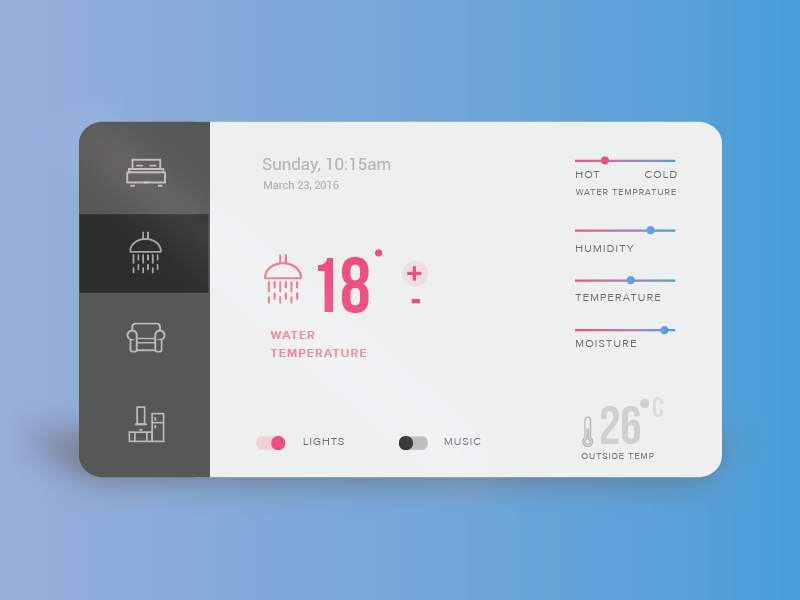 Sunday, 10:15am
March 23, 2016
HOT COLD
WATER TEMPRATURE
HUMIDITY
TEMPERATURE
MOISTURE
18° + -
WATER
TEMPERATURE
LIGHTS
MUSIC
26°C
OUTSIDE TEMP